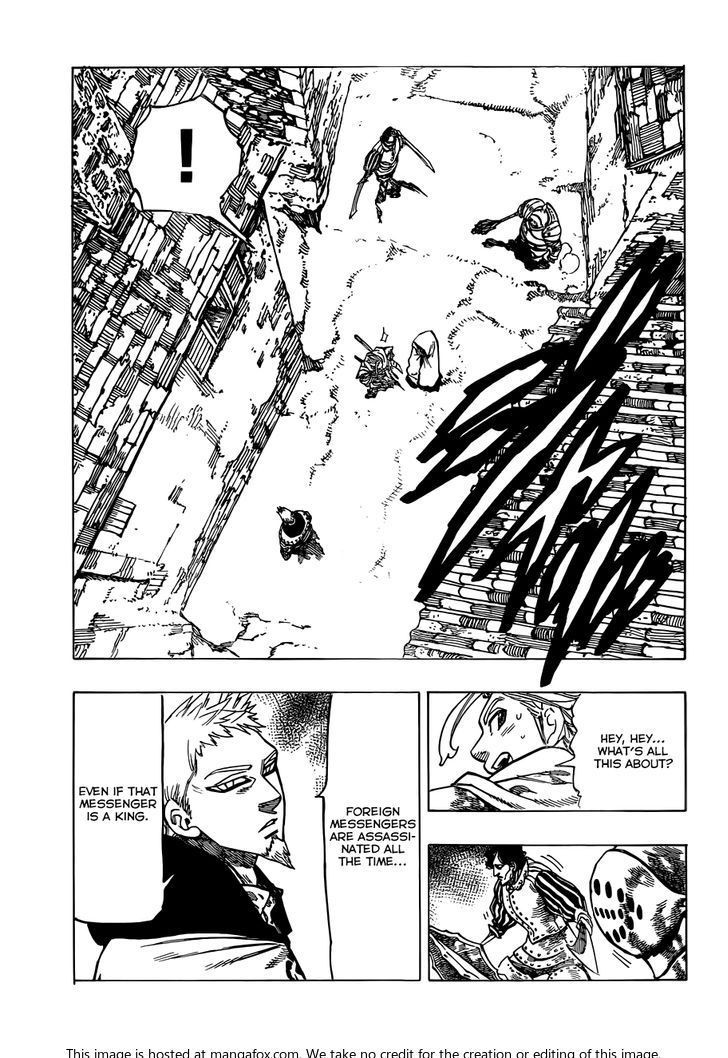 !
HEY, HEY...
WHAT'S ALL
THIS ABOUT?
FOREIGN
MESSENGERS
ARE ASSASSI-
NATED ALL
THE TIME...
EVEN IF THAT
MESSENGER
IS A KING.
This image is hosted at mangafox.com. We take no credit for the creation or editing of this image.